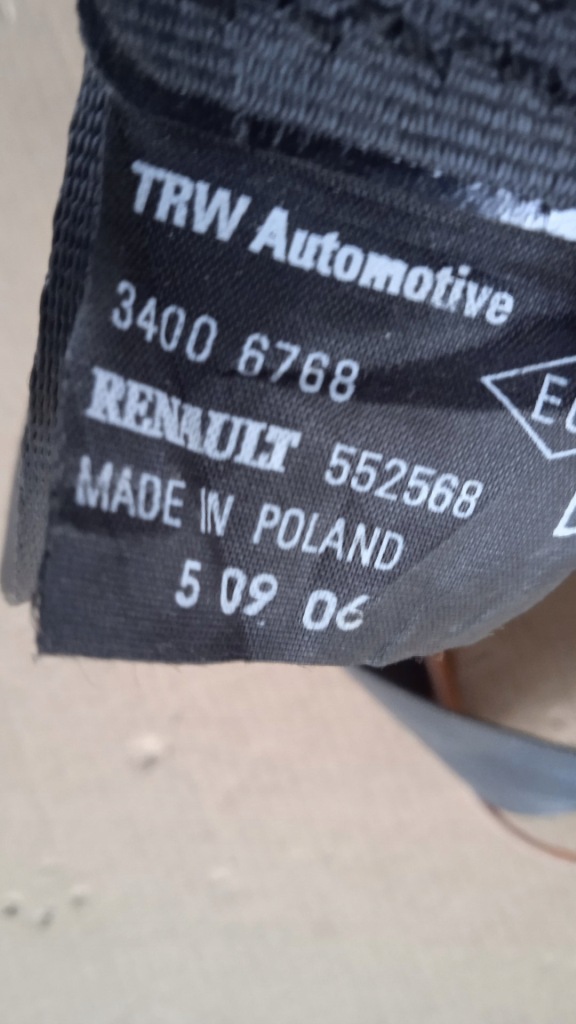 TRW Automotive
3400 6768
RENAULT 552568
MADE IN POLAND
5 09 06